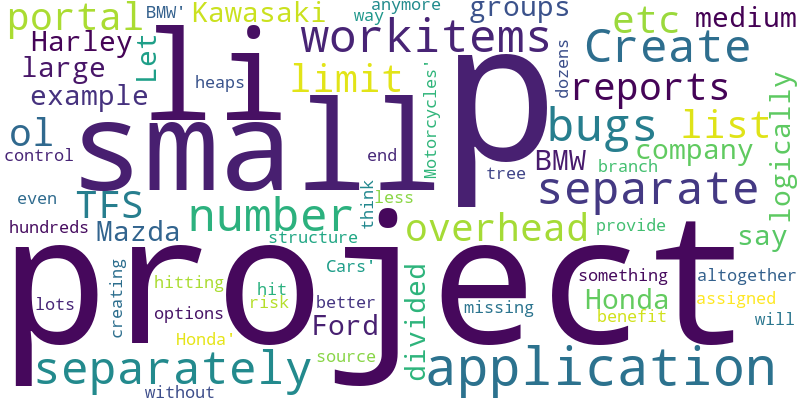 portal
BMW'
Kawasaki
way
anymore
groups
etc
medium
Harley
Let
li
workitems
Create
large
heaps
limit
p
dozens
reports
example
small
Motorcycles'
logically
ol
bugs
list
control
end
BMW
company
tree
branch
even
TFS
number
think
less
separate
hundreds
Mazda
structure
overhead
provide
say
project
creating
hitting
Cars'
divided
something
altogether
lots
hit
risk
better
missing
Honda
assigned
options
Ford
benefit
will
Honda'
separately
source
application
without